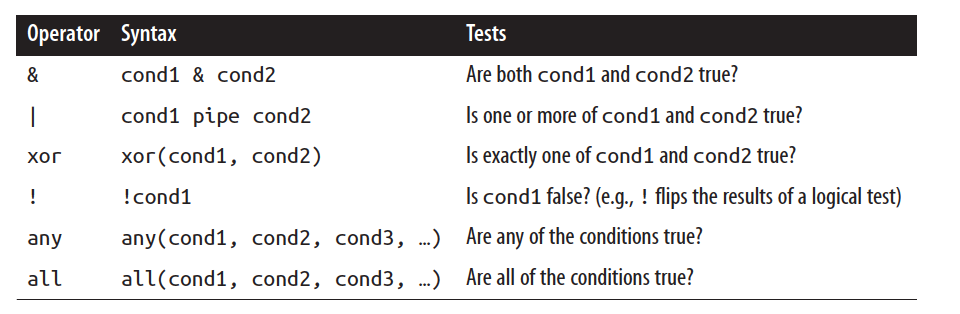 Operator Syntax Tests
& cond1 & cond2 Are both cond1 and cond2 true?
| cond1 pipe cond2 Is one or more of cond1 and cond2 true?
xor xor(cond1, cond2) Is exactly one of cond1 and cond2 true?
! !cond1 Is cond1 false? (e.g., ! flips the results of a logical test)
any any(cond1, cond2, cond3, …) Are any of the conditions true?
all all(cond1, cond2, cond3, …) Are all of the conditions true?